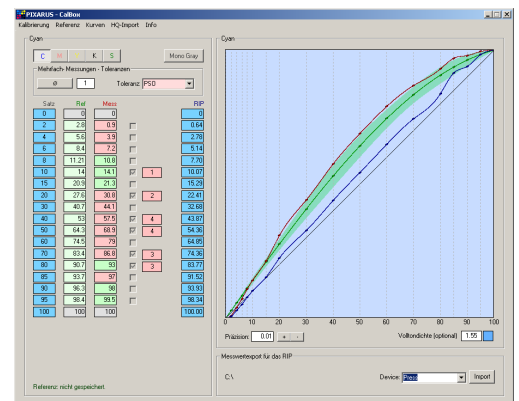 PIXARUS - CalBox
Kalibrierung Referenz Kurven HQ-Import Info
Cyan
C M Y K S Mono Gray
Mehrfach- Messungen - Toleranzen
Ø 1 Toleranz PSO
Satz Ref Mess RIP
0 0 0 0
2 2.8 0.9 0.64
4 5.6 3.9 2.78
6 8.4 7.2 5.14
8 11.21 10.8 7.70
10 14 14.1 1 10.07
15 20.9 21.3 15.29
20 27.6 30.8 2 22.41
30 40.7 44.1 32.68
40 53 57.5 4 43.87
50 64.3 68.9 4 54.36
60 74.5 79 64.85
70 83.4 86.8 3 74.36
80 90.7 93 3 83.77
85 93.7 97 91.52
90 96.3 98 93.93
95 98.4 99.5 98.34
100 100 100 100.00
Referenz: nicht gespeichert.
Cyan
0 10 20 30 40 50 60 70 80 90 100
Präzision: 0.01 + - Volltondichte (optional) 1.55
Messwertexport für das RIP
C:\ Device: Press Import